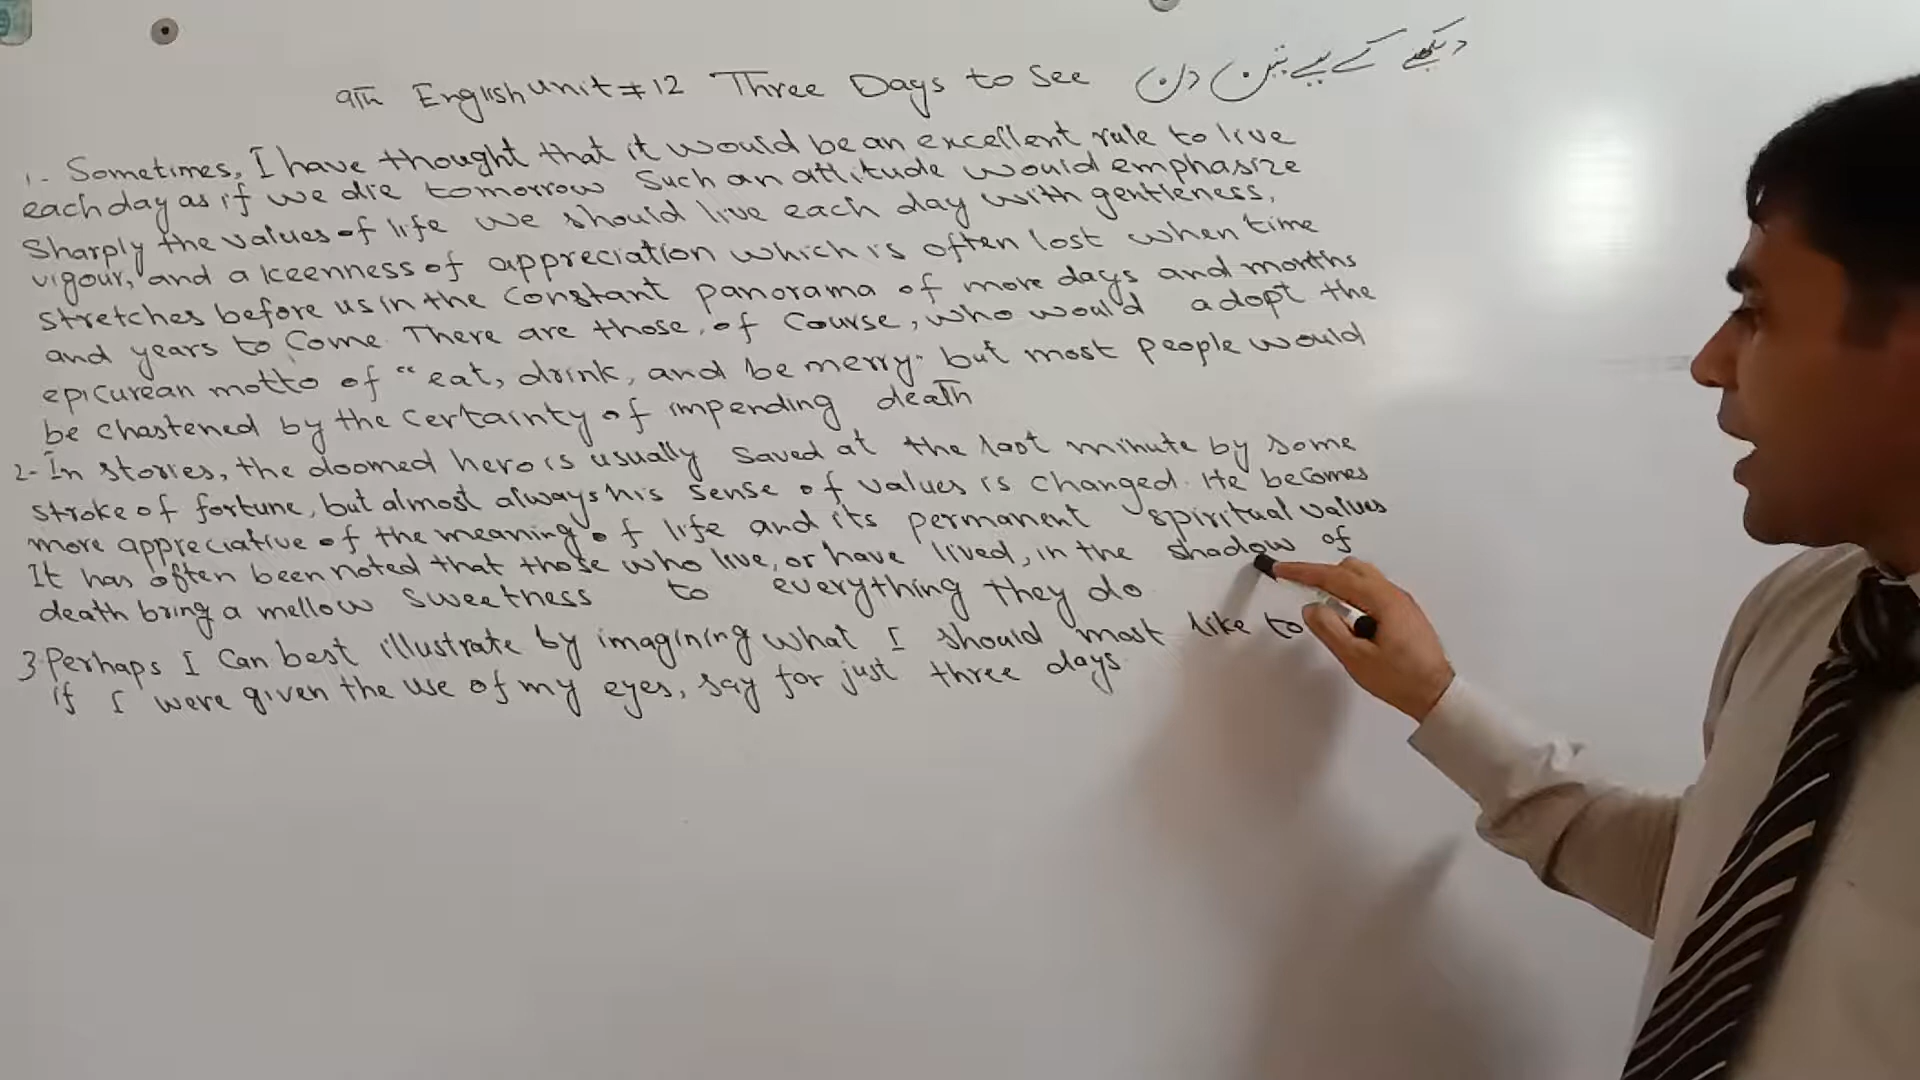 9Th English Unit # 12 Three Days to See دیکھنے کے لیے تین دن
1- Sometimes, I have thought that it would be an excellent rule to live
each day as if we die tomorrow Such an attitude would emphasize
Sharply the values of life We should live each day with gentleness,
vigour, and a keenness of appreciation which is often lost when time
stretches before us in the constant panorama of more days and months
and years to Come. There are those, of Course, who would adopt the
epicurean motto of "eat, drink, and be merry" but most people would
be chastened by the certainty of impending death
2- In stories, the doomed hero is usually saved at the last minute by some
stroke of fortune, but almost always his sense of values is changed. He becomes
more appreciative of the meaning of life and its permanent spiritual values
It has often been noted that those who live, or have lived, in the shadow of
death bring a mellow sweetness to everything they do
3 Perhaps I Can best illustrate by imagining what I should most like to
if I were given the use of my eyes, say for just three days.